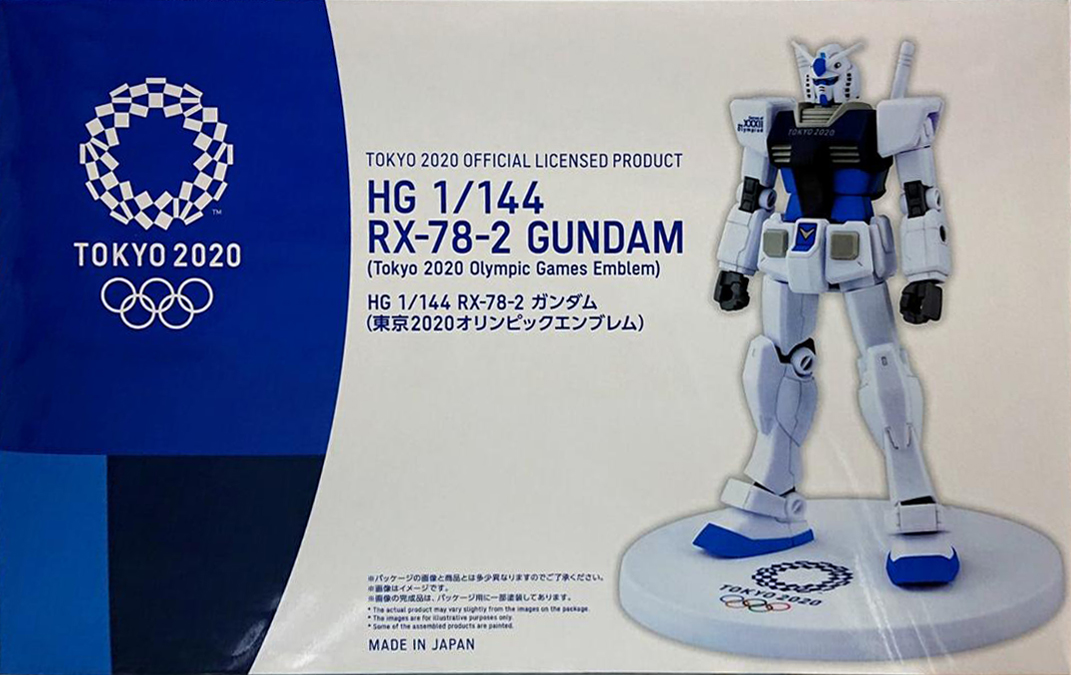 TOKYO 2020
TOKYO 2020 OFFICIAL LICENSED PRODUCT
HG 1/144
RX-78-2 GUNDAM
(Tokyo 2020 Olympic Games Emblem)
HG 1/144 RX-78-2 ガンダム
(東京2020オリンピックエンブレム)
※パッケージの画像と商品とは多少異なりますのでご了承ください。
※画像はイメージです。
※画像の完成品は、パッケージ用に一部塗装してあります。
* The actual product may vary slightly from the images on the package.
* The images are for illustrative purposes only.
* Some of the assembled products are painted.
MADE IN JAPAN
XXXII
Olympiad
TOKYO 2020
TOKYO 2020